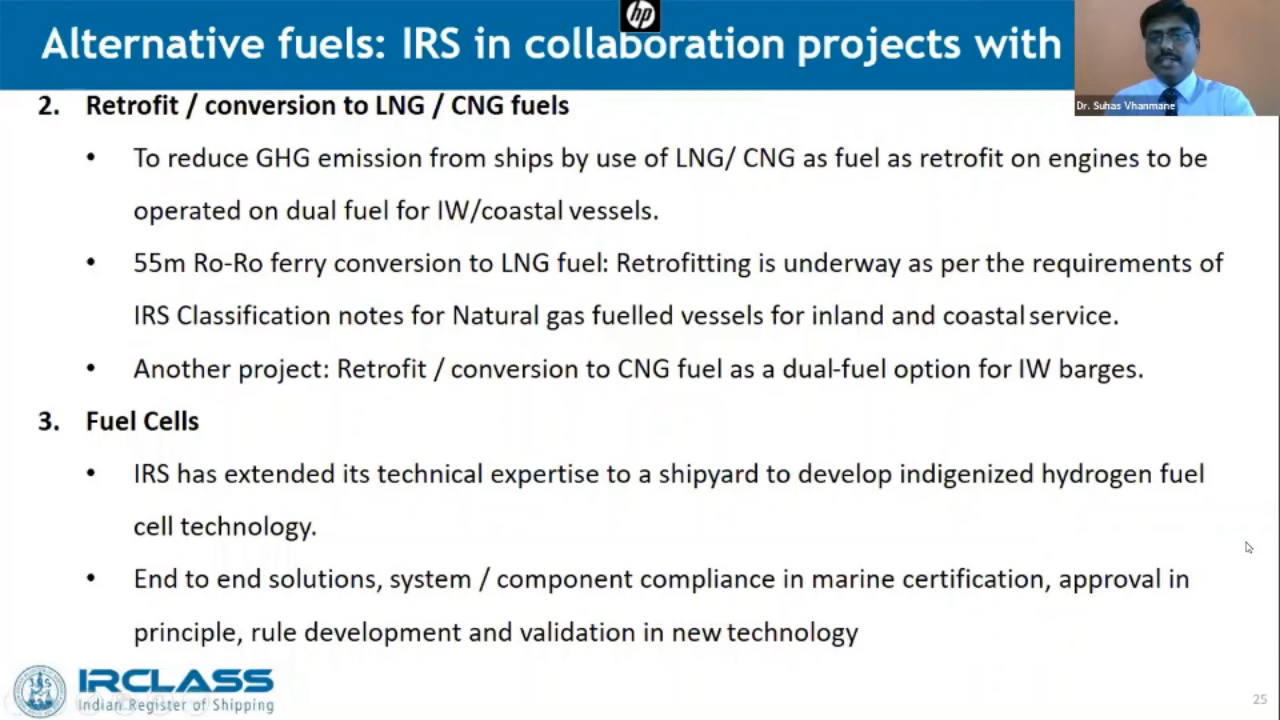 hp
Alternative fuels: IRS in collaboration projects with
Dr. Suhas Vhanmane
2. Retrofit / conversion to LNG / CNG fuels
• To reduce GHG emission from ships by use of LNG/ CNG as fuel as retrofit on engines to be
operated on dual fuel for IW/coastal vessels.
• 55m Ro-Ro ferry conversion to LNG fuel: Retrofitting is underway as per the requirements of
IRS Classification notes for Natural gas fuelled vessels for inland and coastal service.
• Another project: Retrofit / conversion to CNG fuel as a dual-fuel option for IW barges.
3. Fuel Cells
• IRS has extended its technical expertise to a shipyard to develop indigenized hydrogen fuel
cell technology.
• End to end solutions, system / component compliance in marine certification, approval in
principle, rule development and validation in new technology
IRCLASS
Indian Register of Shipping
25